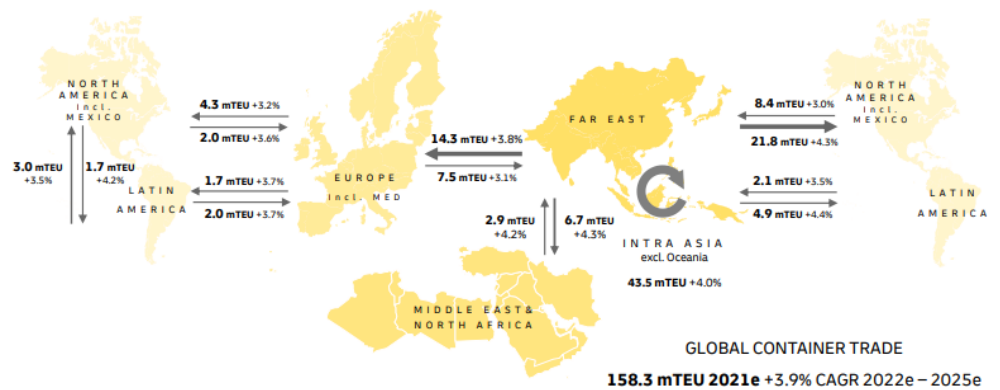 NORTH
AMERICA
Incl.
MEXICO
3.0 mTEU
+3.5%
1.7 mTEU
+4.2%
LATIN
AMERICA
4.3 mTEU +3.2%
2.0 mTEU +3.6%
1.7 mTEU +3.7%
2.0 mTEU +3.7%
EUROPE
Incl. MED
14.3 mTEU +3.8%
7.5 mTEU +3.1%
FAR EAST
2.9 mTEU
+4.2%
6.7 mTEU
+4.3%
INTRA ASIA
excl. Oceania
43.5 mTEU +4.0%
MIDDLE EAST&
NORTH AFRICA
8.4 mTEU +3.0%
21.8 mTEU +4.3%
2.1 mTEU +3.5%
4.9 mTEU +4.4%
NORTH
AMERICA
Incl.
MEXICO
LATIN
AMERICA
GLOBAL CONTAINER TRADE
158.3 mTEU 2021e +3.9% CAGR 2022e – 2025e